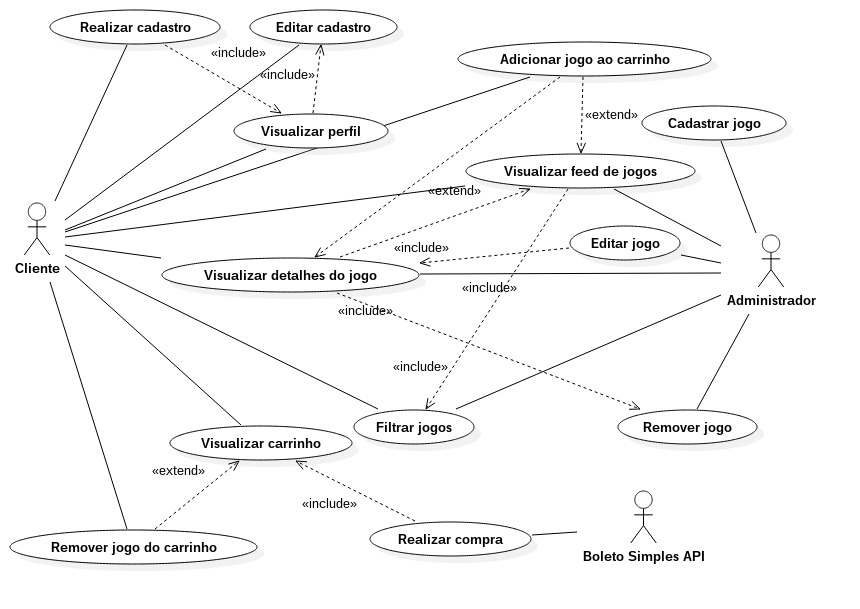 Realizar cadastro
Editar cadastro
«include»
Adicionar jogo ao carrinho
«include»
«extend»
Cadastrar jogo
Visualizar perfil
Visualizar feed de jogos
«extend»
Editar jogo
«include»
Cliente
Visualizar detalhes do jogo
«include»
Administrador
«include»
«include»
Filtrar jogos
Remover jogo
Visualizar carrinho
«extend»
«include»
Realizar compra
Remover jogo do carrinho
Boleto Simples API